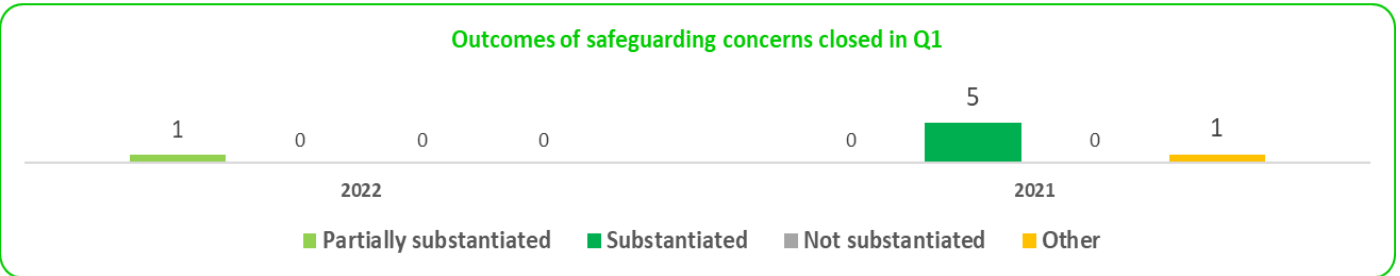 Outcomes of safeguarding concerns closed in Q1
5
1
1
0
0
0
0
0
2022
2021
Partially substantiated
Substantiated
Not substantiated
Other